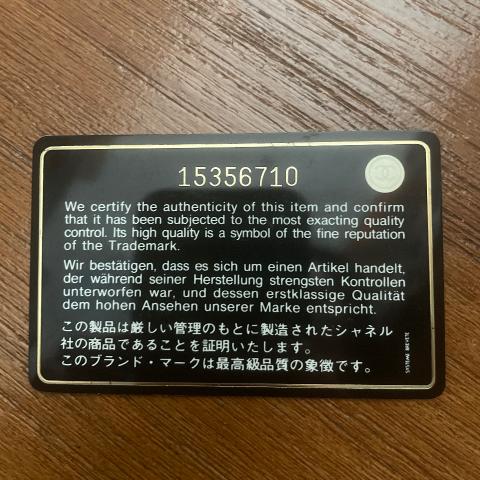 15356710
We certify the authenticity of this item and confirm
that it has been subjected to the most exacting quality
control. Its high quality is a symbol of the fine reputation
of the Trademark.
Wir bestätigen, dass es sich um einen Artikel handelt,
der während seiner Herstellung strengsten Kontrollen
unterworfen war, und dessen erstklassige Qualität
dem hohen Ansehen unserer Marke entspricht.
この製品は厳しい管理のもとに製造されたシャネル
社の商品であることを証明いたします。
このブランド・マークは最高級品質の象徴です。
SYSTEME BREVETE